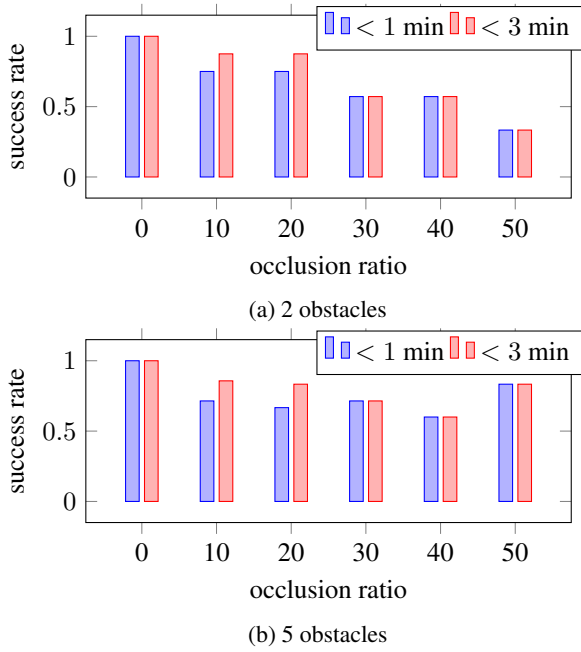 < 1 min < 3 min
1
0.5
0
success rate
0 10 20 30 40 50
occlusion ratio
(a) 2 obstacles
< 1 min < 3 min
1
0.5
0
success rate
0 10 20 30 40 50
occlusion ratio
(b) 5 obstacles